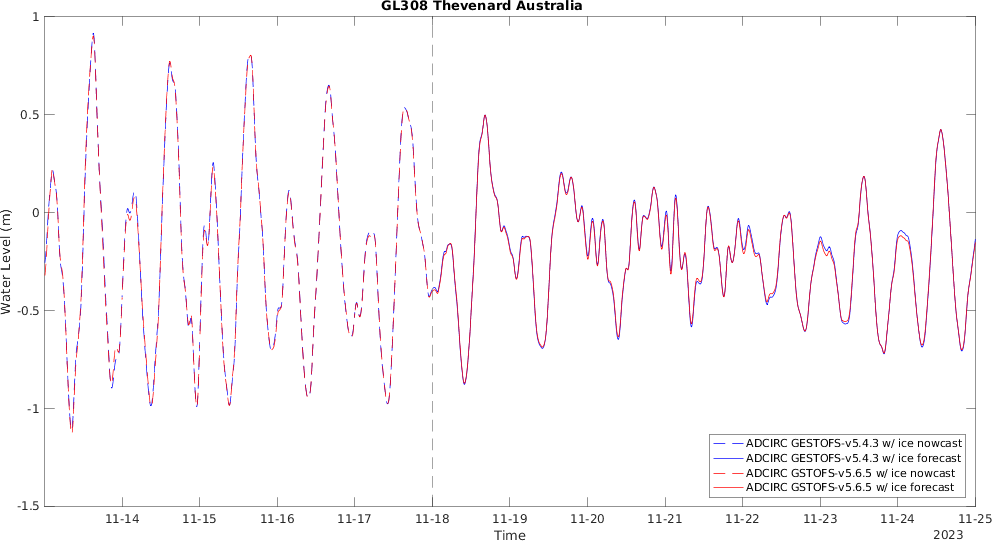 GL308 Thevenard Australia
1
0.5
0
-0.5
-1
-1.5
Water Level (m)
11-14 11-15 11-16 11-17 11-18 11-19 11-20 11-21 11-22 11-23 11-24 11-25
Time
2023
ADCIRC GESTOFS-v5.4.3 w/ ice nowcast
ADCIRC GESTOFS-v5.4.3 w/ ice forecast
ADCIRC GSTOFS-v5.6.5 w/ ice nowcast
ADCIRC GSTOFS-v5.6.5 w/ ice forecast